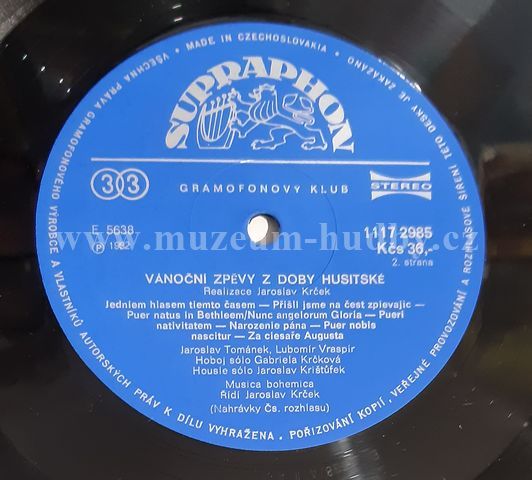 VŠECHNA PRÁVA GRAMOFONOVÉHO VÝROBCE A VLASTNÍKŮ AUTORSKÝCH PRÁV K DÍLU VYHRAŽENA. POŘIZOVÁNÍ KOPIÍ, VEŘEJNÉ PROVOZOVÁNÍ A ROZHLASOVÉ ŠÍŘENÍ TÉTO DESKY JE ZAKÁZÁNO • MADE IN CZECHOSLOVAKIA •
SUPRAPHON
33
GRAMOFONOVÝ KLUB
STEREO
E 5638
℗ 1982
1117 2985
Kčs 36,-
2. strana
www.muzeum-hudby.cz
VÁNOČNÍ ZPĚVY Z DOBY HUSITSKÉ
Realizace Jaroslav Krček
Jedniem hlasem tiemto časem — Přišli jsme na čest zpievajic —
Puer natus in Bethleem/Nunc angelorum Gloria — Pueri
nativitatem — Narozenie pána — Puer nobis
nascitur — Za ciesaře Augusta
Jaroslav Tománek, Lubomír Vraspír
Hoboj sólo Gabriela Krčková
Housle sólo Jaroslav Krištůfek
Musica bohemica
Řídí Jaroslav Krček
(Nahrávky Čs. rozhlasu)